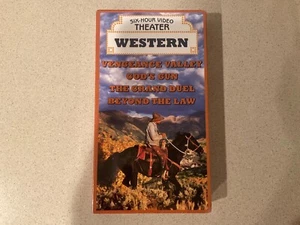 SIX-HOUR VIDEO
THEATER
WESTERN
VENGEANCE VALLEY
GOD'S GUN
THE GRAND DUEL
BEYOND THE LAW